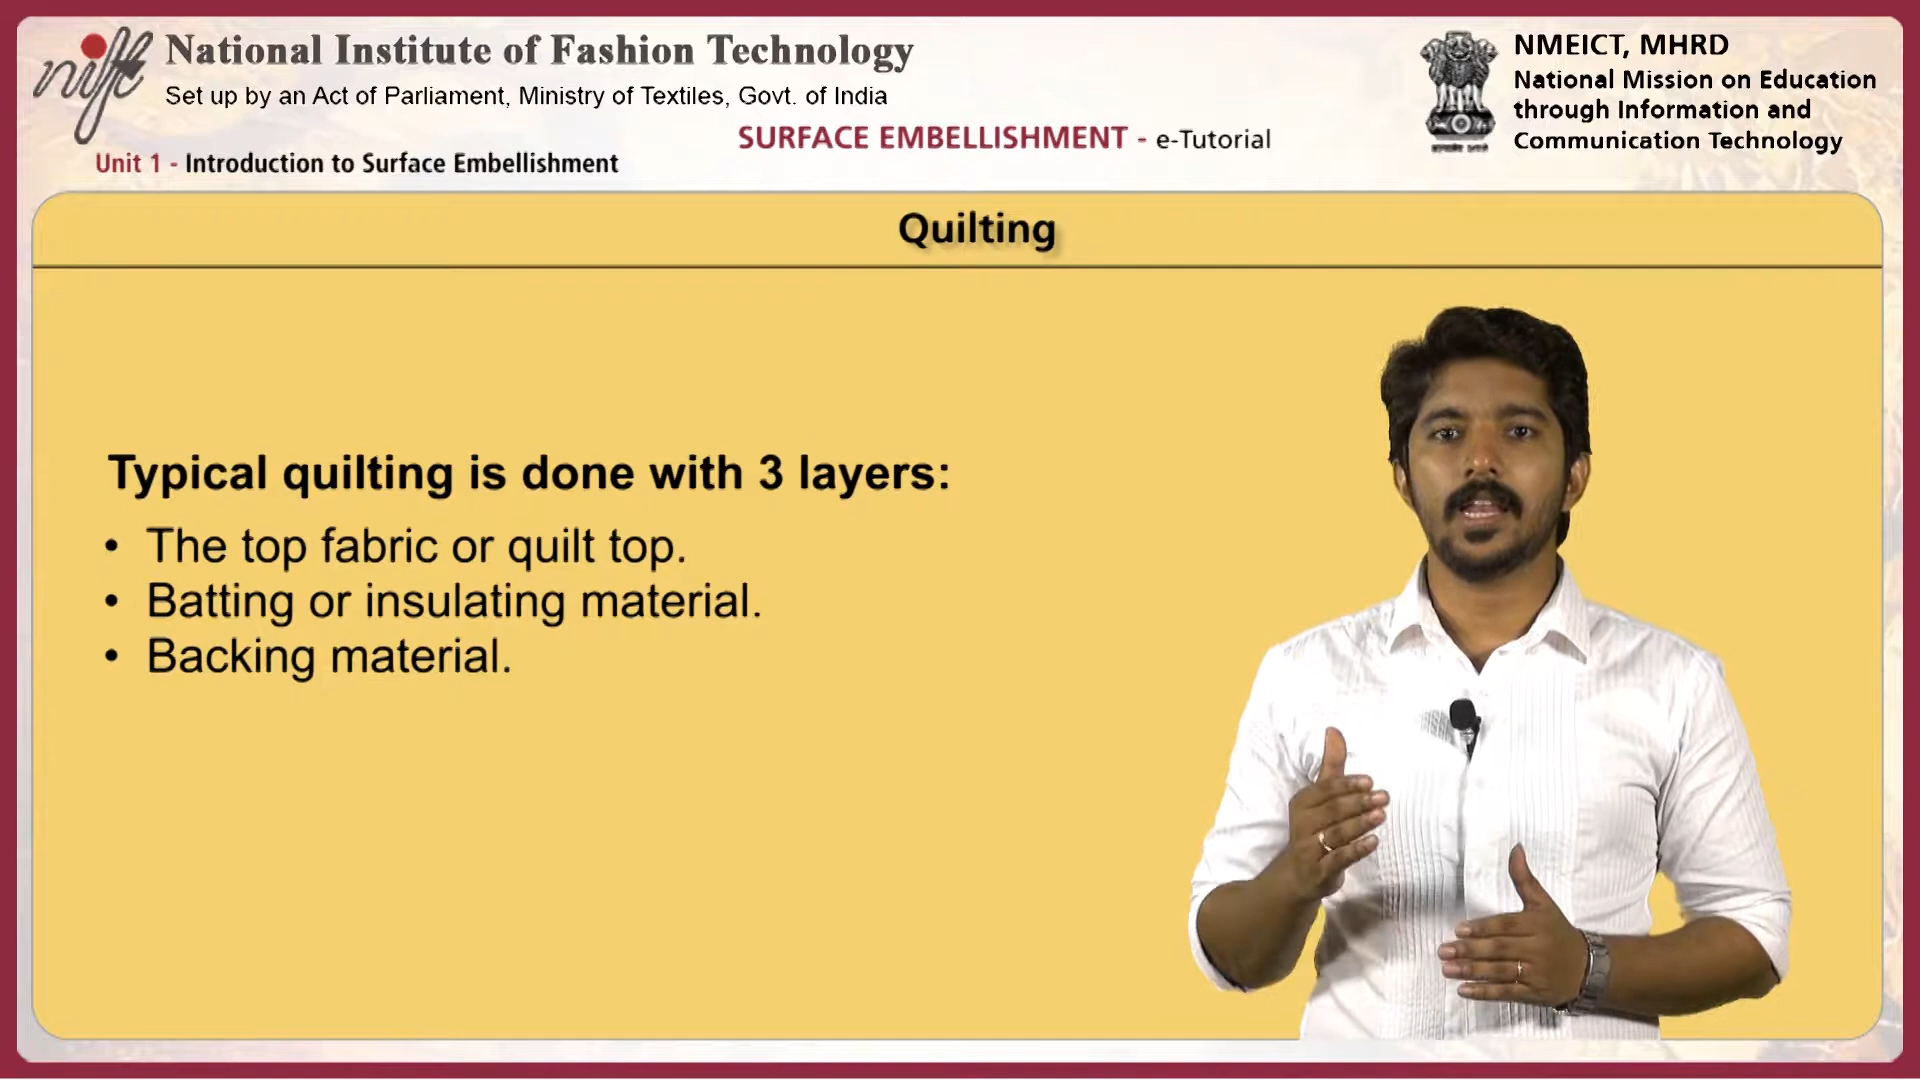 nift
National Institute of Fashion Technology
Set up by an Act of Parliament, Ministry of Textiles, Govt. of India
SURFACE EMBELLISHMENT - e-Tutorial
Unit 1 - Introduction to Surface Embellishment
NMEICT, MHRD
National Mission on Education
through Information and
Communication Technology
Quilting
Typical quilting is done with 3 layers:
• The top fabric or quilt top.
• Batting or insulating material.
• Backing material.